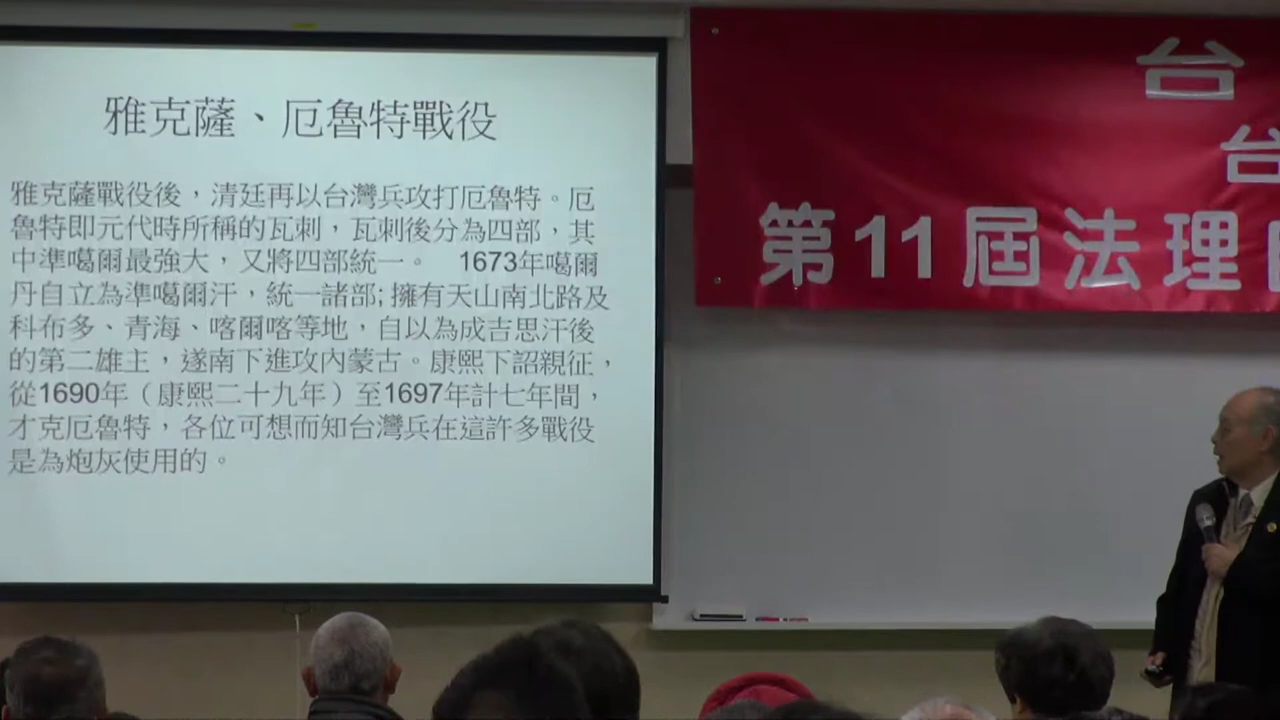 雅克薩、厄魯特戰役
雅克薩戰役後，清廷再以台灣兵攻打厄魯特。厄
魯特即元代時所稱的瓦刺，瓦刺後分為四部，其
中準噶爾最強大，又將四部統一。 1673年噶爾
丹自立為準噶爾汗，統一諸部; 擁有天山南北路及
科布多、青海、喀爾喀等地，自以為成吉思汗後
的第二雄主，遂南下進攻內蒙古。康熙下詔親征，
從1690年（康熙二十九年）至1697年計七年間，
才克厄魯特，各位可想而知台灣兵在這許多戰役
是為炮灰使用的。
台
台
第11屆法理